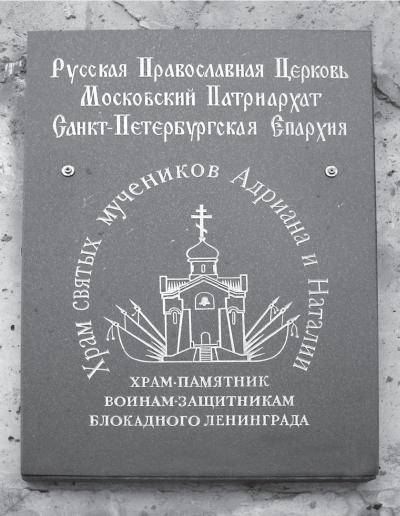 Русская Православная Церковь
Московский Патриархат
Санкт-Петербургская Епархия
Храм святых мучеников Адриана и Наталии
ХРАМ-ПАМЯТНИК
ВОИНАМ-ЗАЩИТНИКАМ
БЛОКАДНОГО ЛЕНИНГРАДА